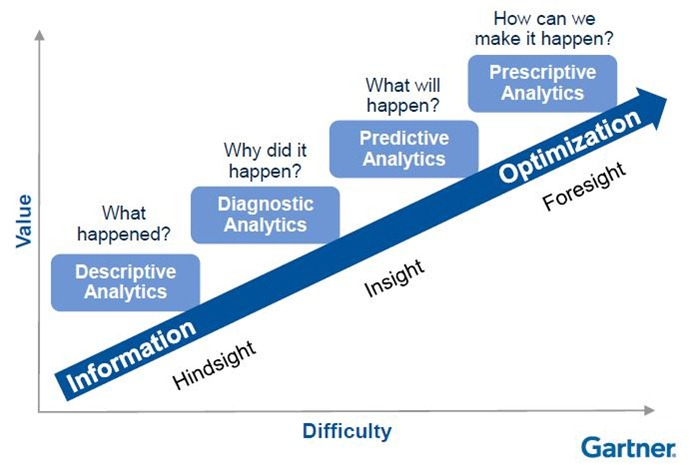 How can we
make it happen?
Prescriptive
Analytics
What will
happen?
Predictive
Analytics
Why did it
happen?
Diagnostic
Analytics
What
happened?
Descriptive
Analytics
Value
Information
Optimization
Hindsight
Insight
Foresight
Difficulty
Gartner®